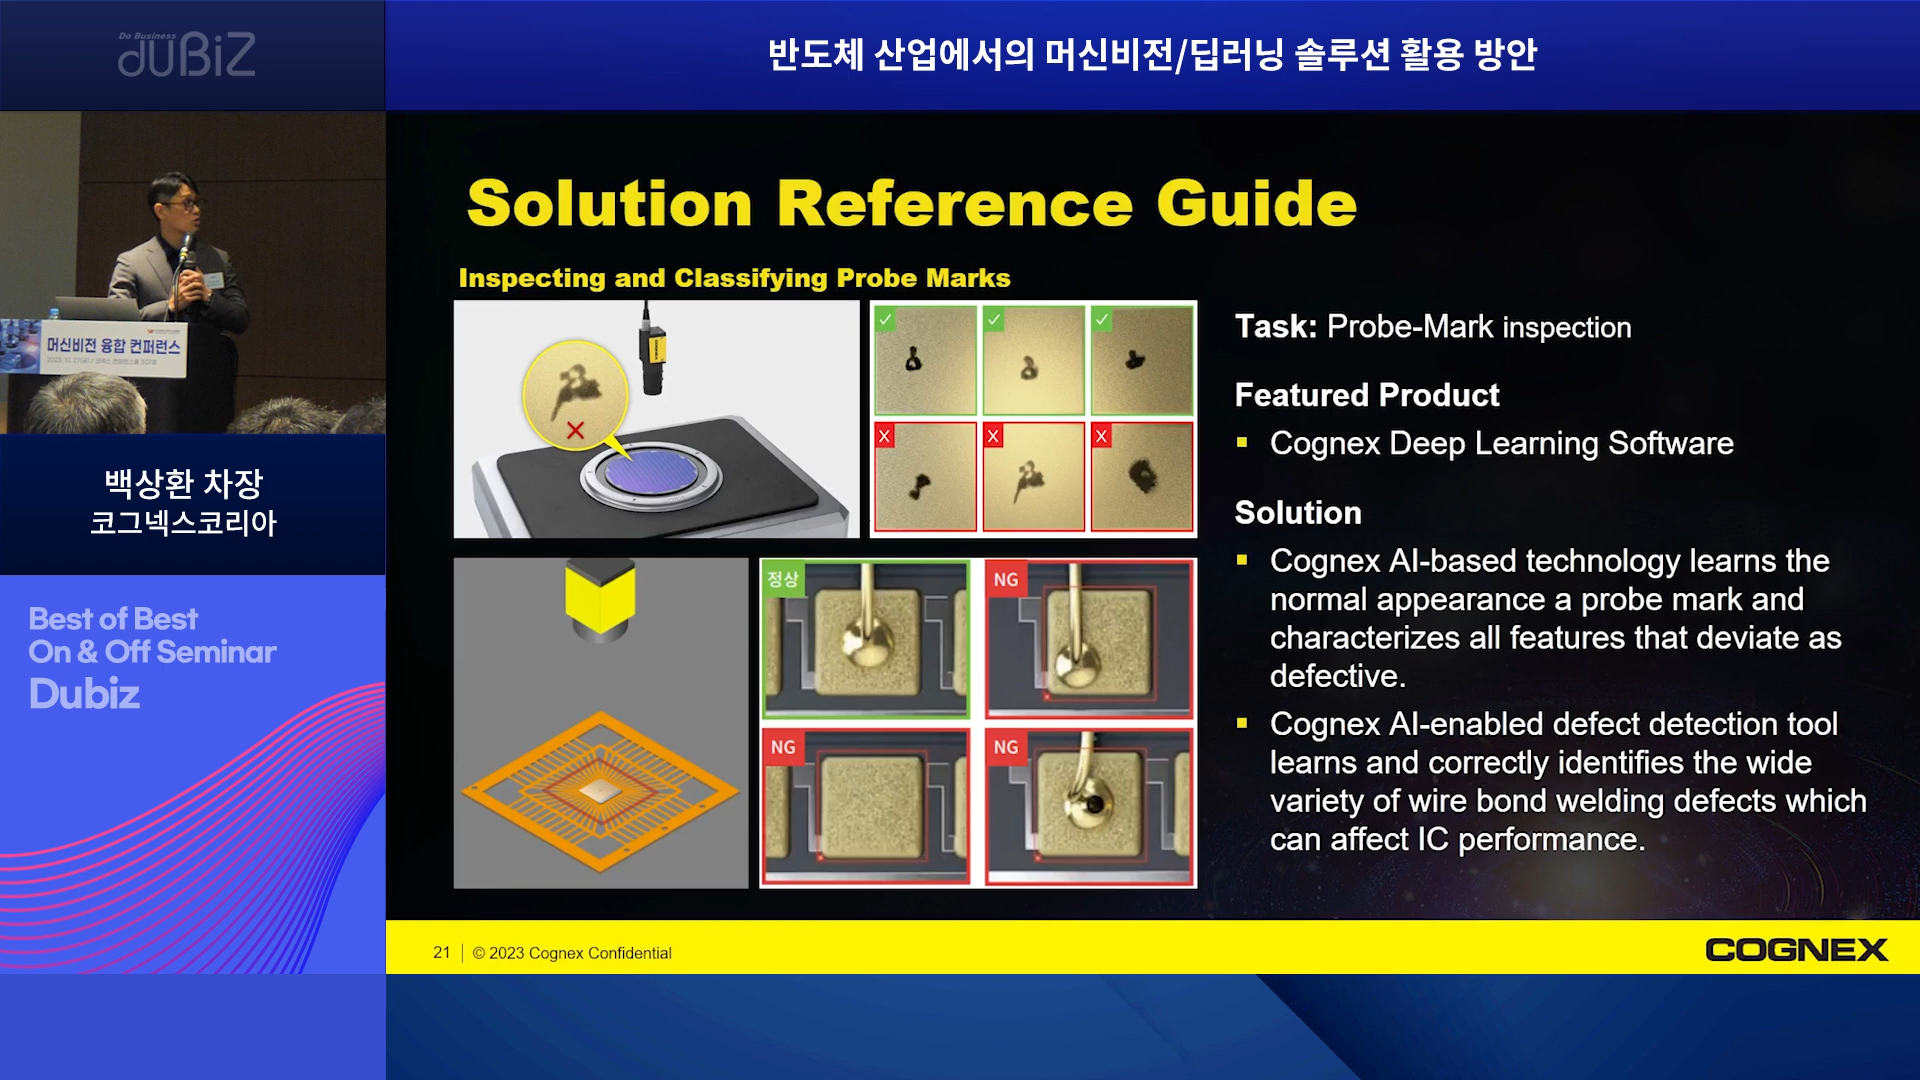 Do Business
duBiZ
반도체 산업에서의 머신비전/딥러닝 솔루션 활용 방안
머신비전 융합 컨퍼런스
백상환 차장
코그넥스코리아
Best of Best
On & Off Seminar
Dubiz
Solution Reference Guide
Inspecting and Classifying Probe Marks
COGNEX
정상
NG
NG
NG
Task: Probe-Mark inspection
Featured Product
Cognex Deep Learning Software
Solution
Cognex AI-based technology learns the
normal appearance a probe mark and
characterizes all features that deviate as
defective.
Cognex AI-enabled defect detection tool
learns and correctly identifies the wide
variety of wire bond welding defects which
can affect IC performance.
21 | © 2023 Cognex Confidential
COGNEX